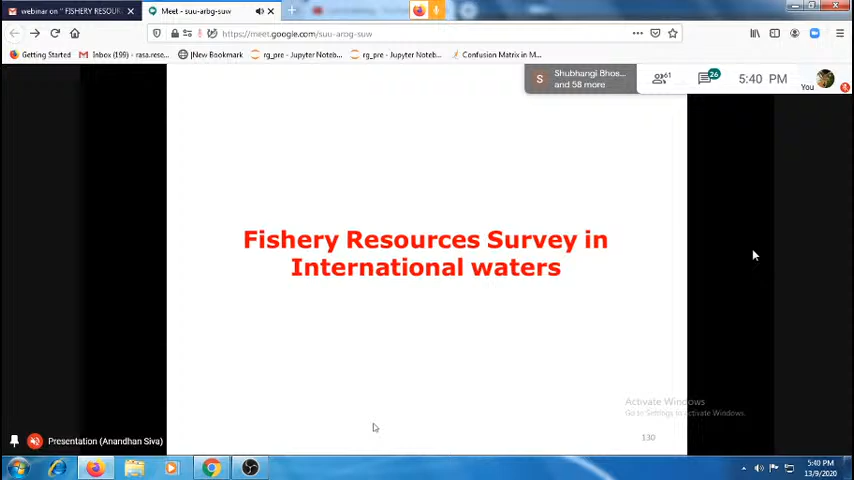 webinar on " FISHERY RESOUR
Meet - suu-arbg-suw
https://meet.google.com/suu-arog-suw
Getting Started
Inbox (199) - rasa.rese...
|New Bookmark
rg_pre - Jupyter Noteb...
rg_pre - Jupyter Noteb...
Confusion Matrix in M...
S
Shubhangi Bhos...
and 58 more
61
26
5:40 PM
You
Fishery Resources Survey in
International waters
Activate Windows
Go to Settings to activate Windows.
130
Presentation (Anandhan Siva)
5:40 PM
13/9/2020